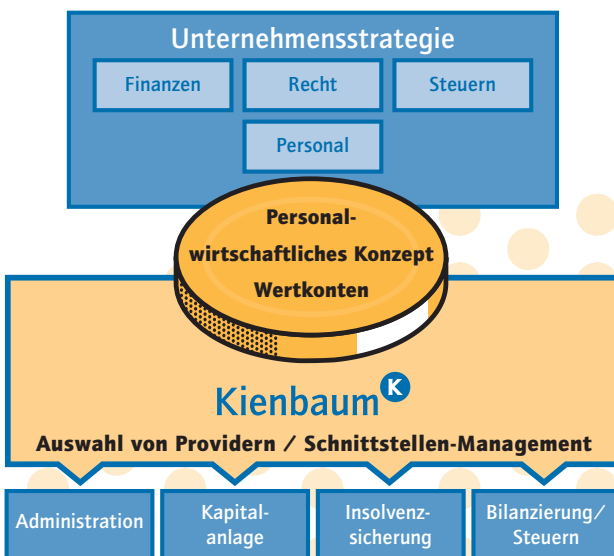 Unternehmensstrategie
Finanzen Recht Steuern
Personal
Personal-
wirtschaftliches Konzept
Wertkonten
Kienbaum K
Auswahl von Providern / Schnittstellen-Management
Administration
Kapital-
anlage
Insolvenz-
sicherung
Bilanzierung/
Steuern